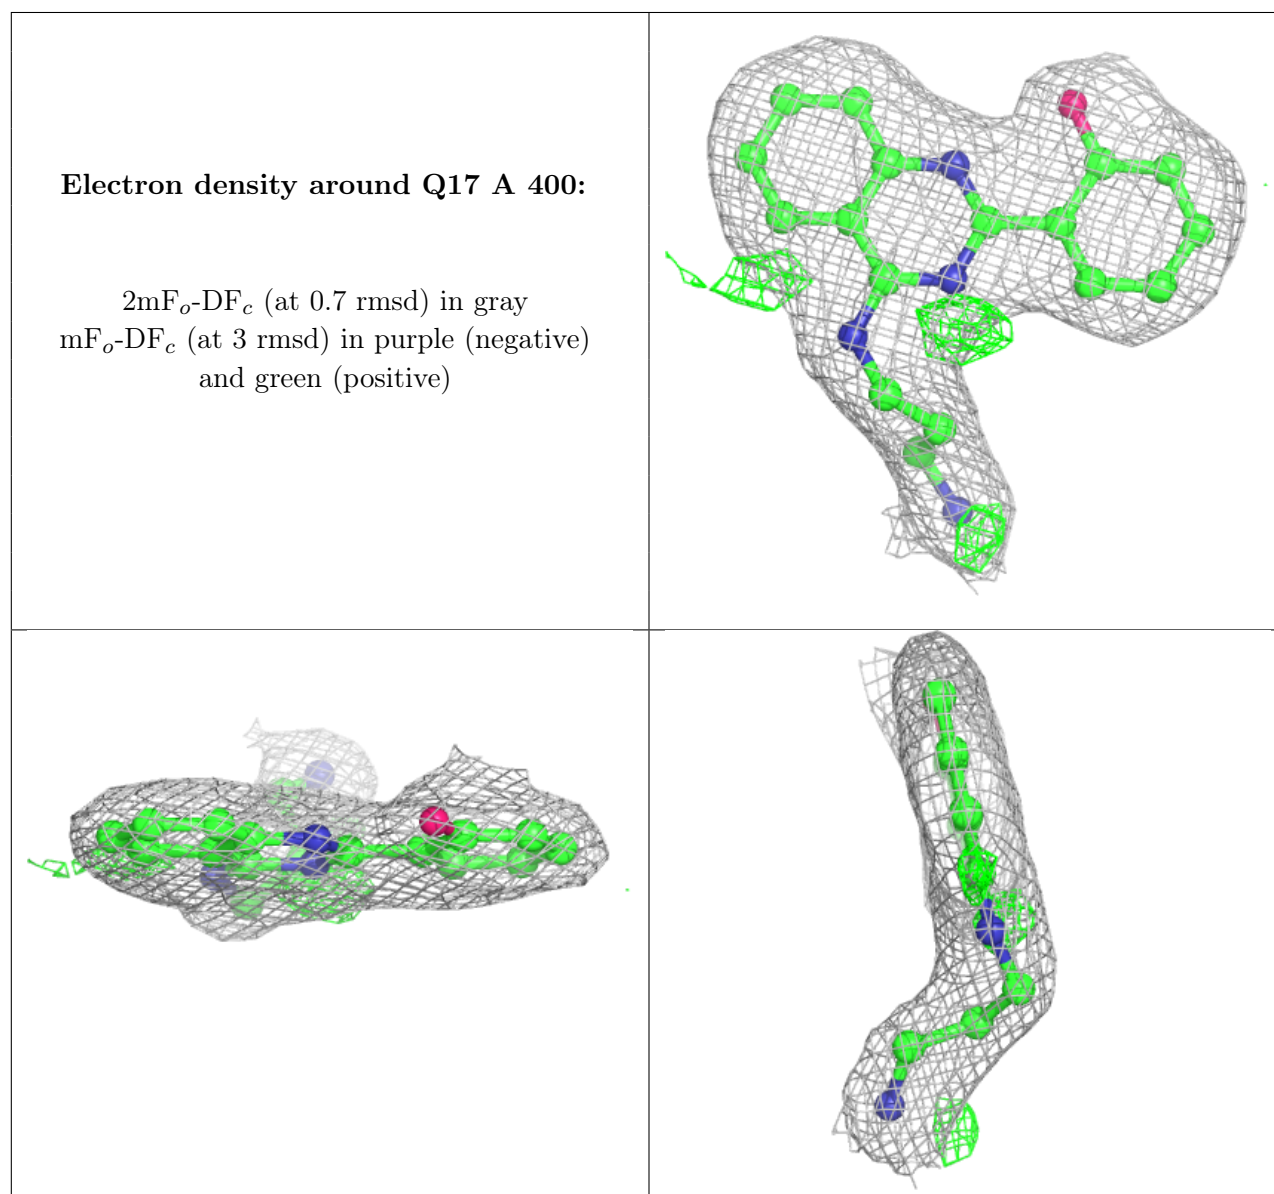 Electron density around Q17 A 400:
2mFo-DFc (at 0.7 rmsd) in gray
mFo-DFc (at 3 rmsd) in purple (negative)
and green (positive)